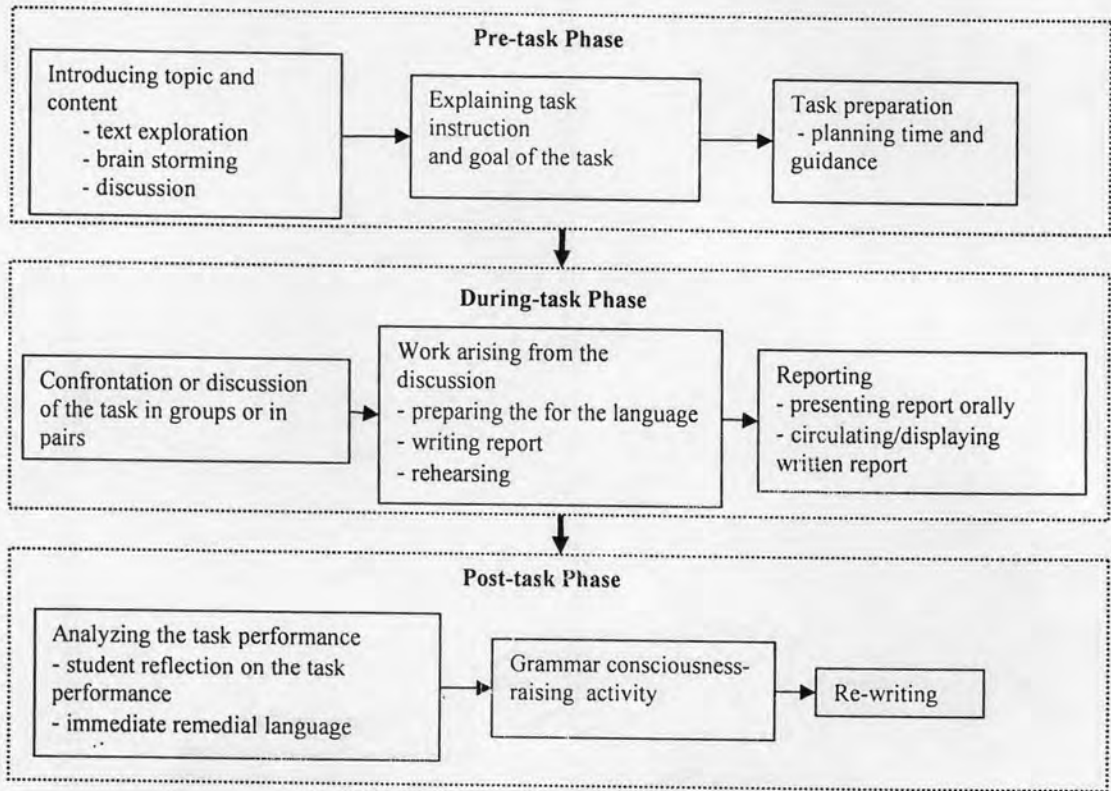 Pre-task Phase
Introducing topic and
content
- text exploration
- brain storming
- discussion
Explaining task
instruction
and goal of the task
Task preparation
- planning time and
guidance
During-task Phase
Confrontation or discussion
of the task in groups or in
pairs
Work arising from the
discussion
- preparing the for the language
- writing report
- rehearsing
Reporting
- presenting report orally
- circulating/displaying
written report
Post-task Phase
Analyzing the task performance
- student reflection on the task
performance
- immediate remedial language
Grammar consciousness-
raising activity
Re-writing